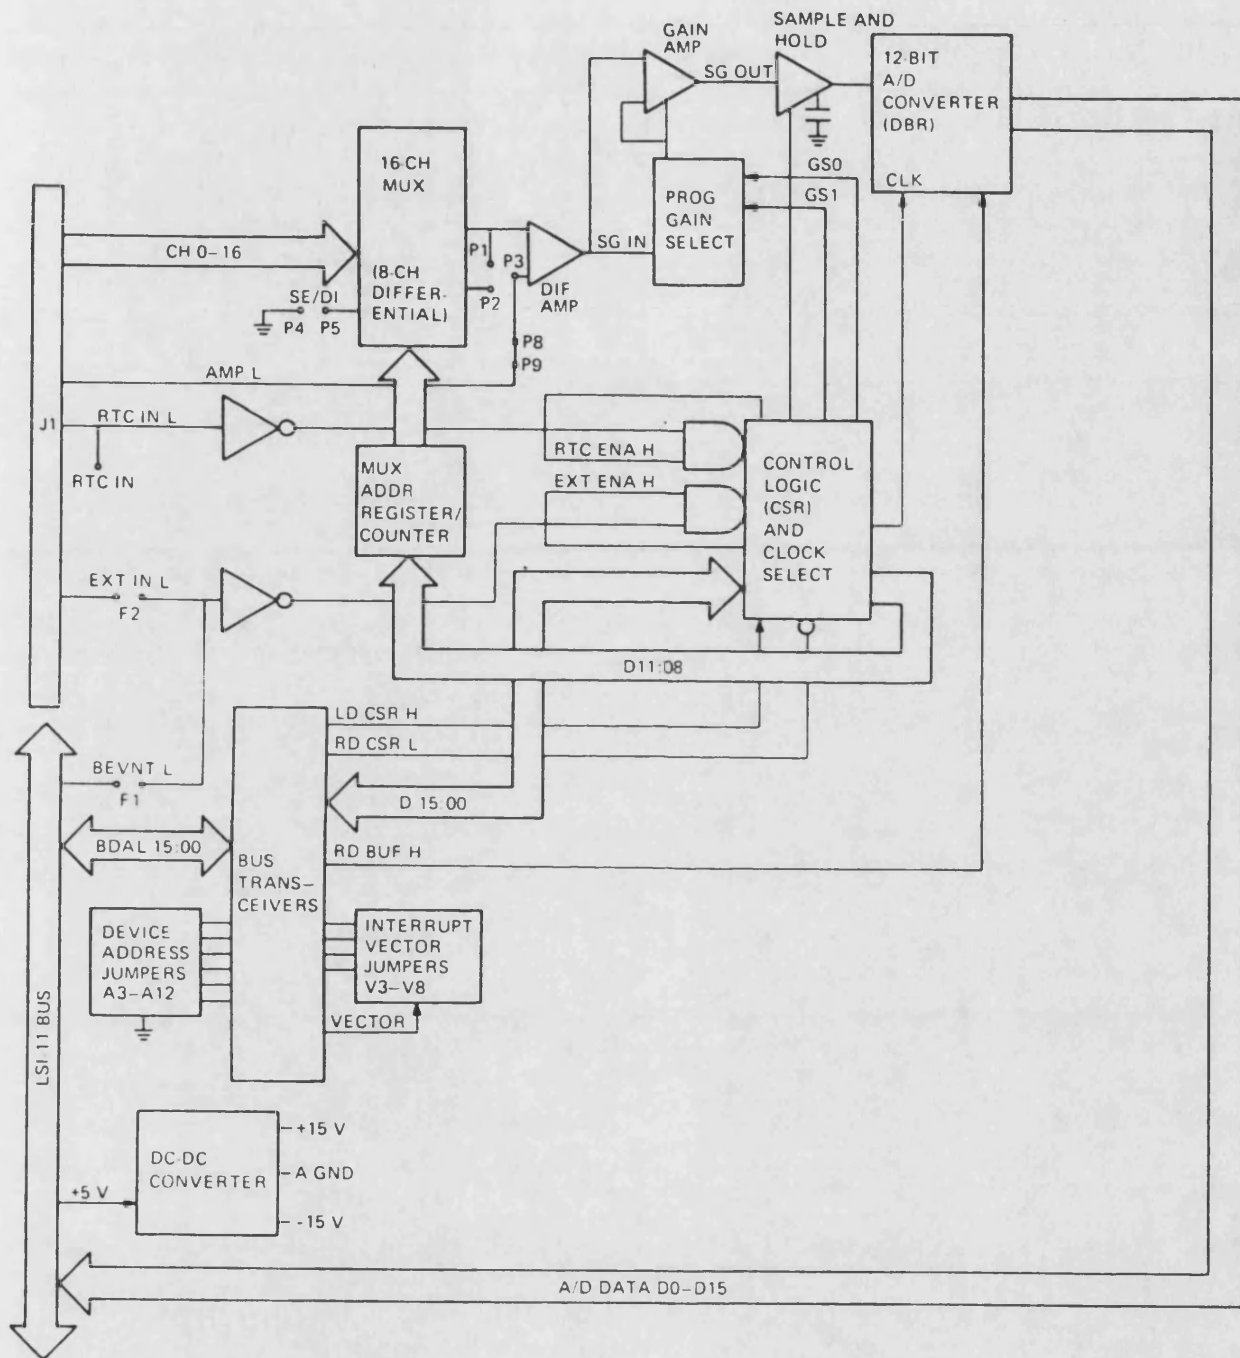 GAIN
AMP
SAMPLE AND
HOLD
SG OUT
12-BIT
A/D
CONVERTER
(DBR)
CLK
16-CH
MUX
(8-CH
DIFFER-
ENTIAL)
GS0
GS1
PROG
GAIN
SELECT
CH 0-16
P1
P3
P2
SG IN
DIF
AMP
SE/DI
P4 P5
P8
P9
AMP L
J1
RTC IN L
RTC IN
MUX
ADDR
REGISTER/
COUNTER
RTC ENA H
EXT ENA H
CONTROL
LOGIC
(CSR)
AND
CLOCK
SELECT
EXT IN L
F2
D11:08
LD CSR H
RD CSR L
BEVNT L
F1
D 15:00
BDAL 15:00
BUS
TRANS-
CEIVERS
RD BUF H
DEVICE
ADDRESS
JUMPERS
A3-A12
INTERRUPT
VECTOR
JUMPERS
V3-V8
VECTOR
LSI-11 BUS
DC-DC
CONVERTER
+15 V
A GND
-15 V
+5 V
A/D DATA D0-D15